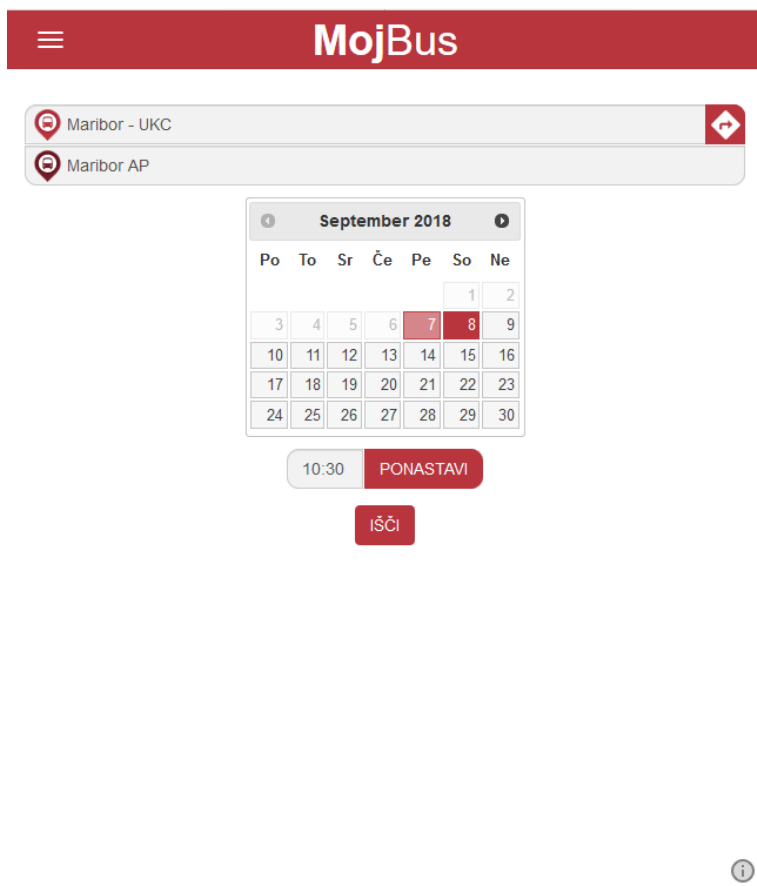 MojBus
Maribor - UKC
Maribor AP
September 2018
Po To Sr Če Pe So Ne
1 2
3 4 5 6 7 8 9
10 11 12 13 14 15 16
17 18 19 20 21 22 23
24 25 26 27 28 29 30
10:30 PONASTAVI
IŠČI